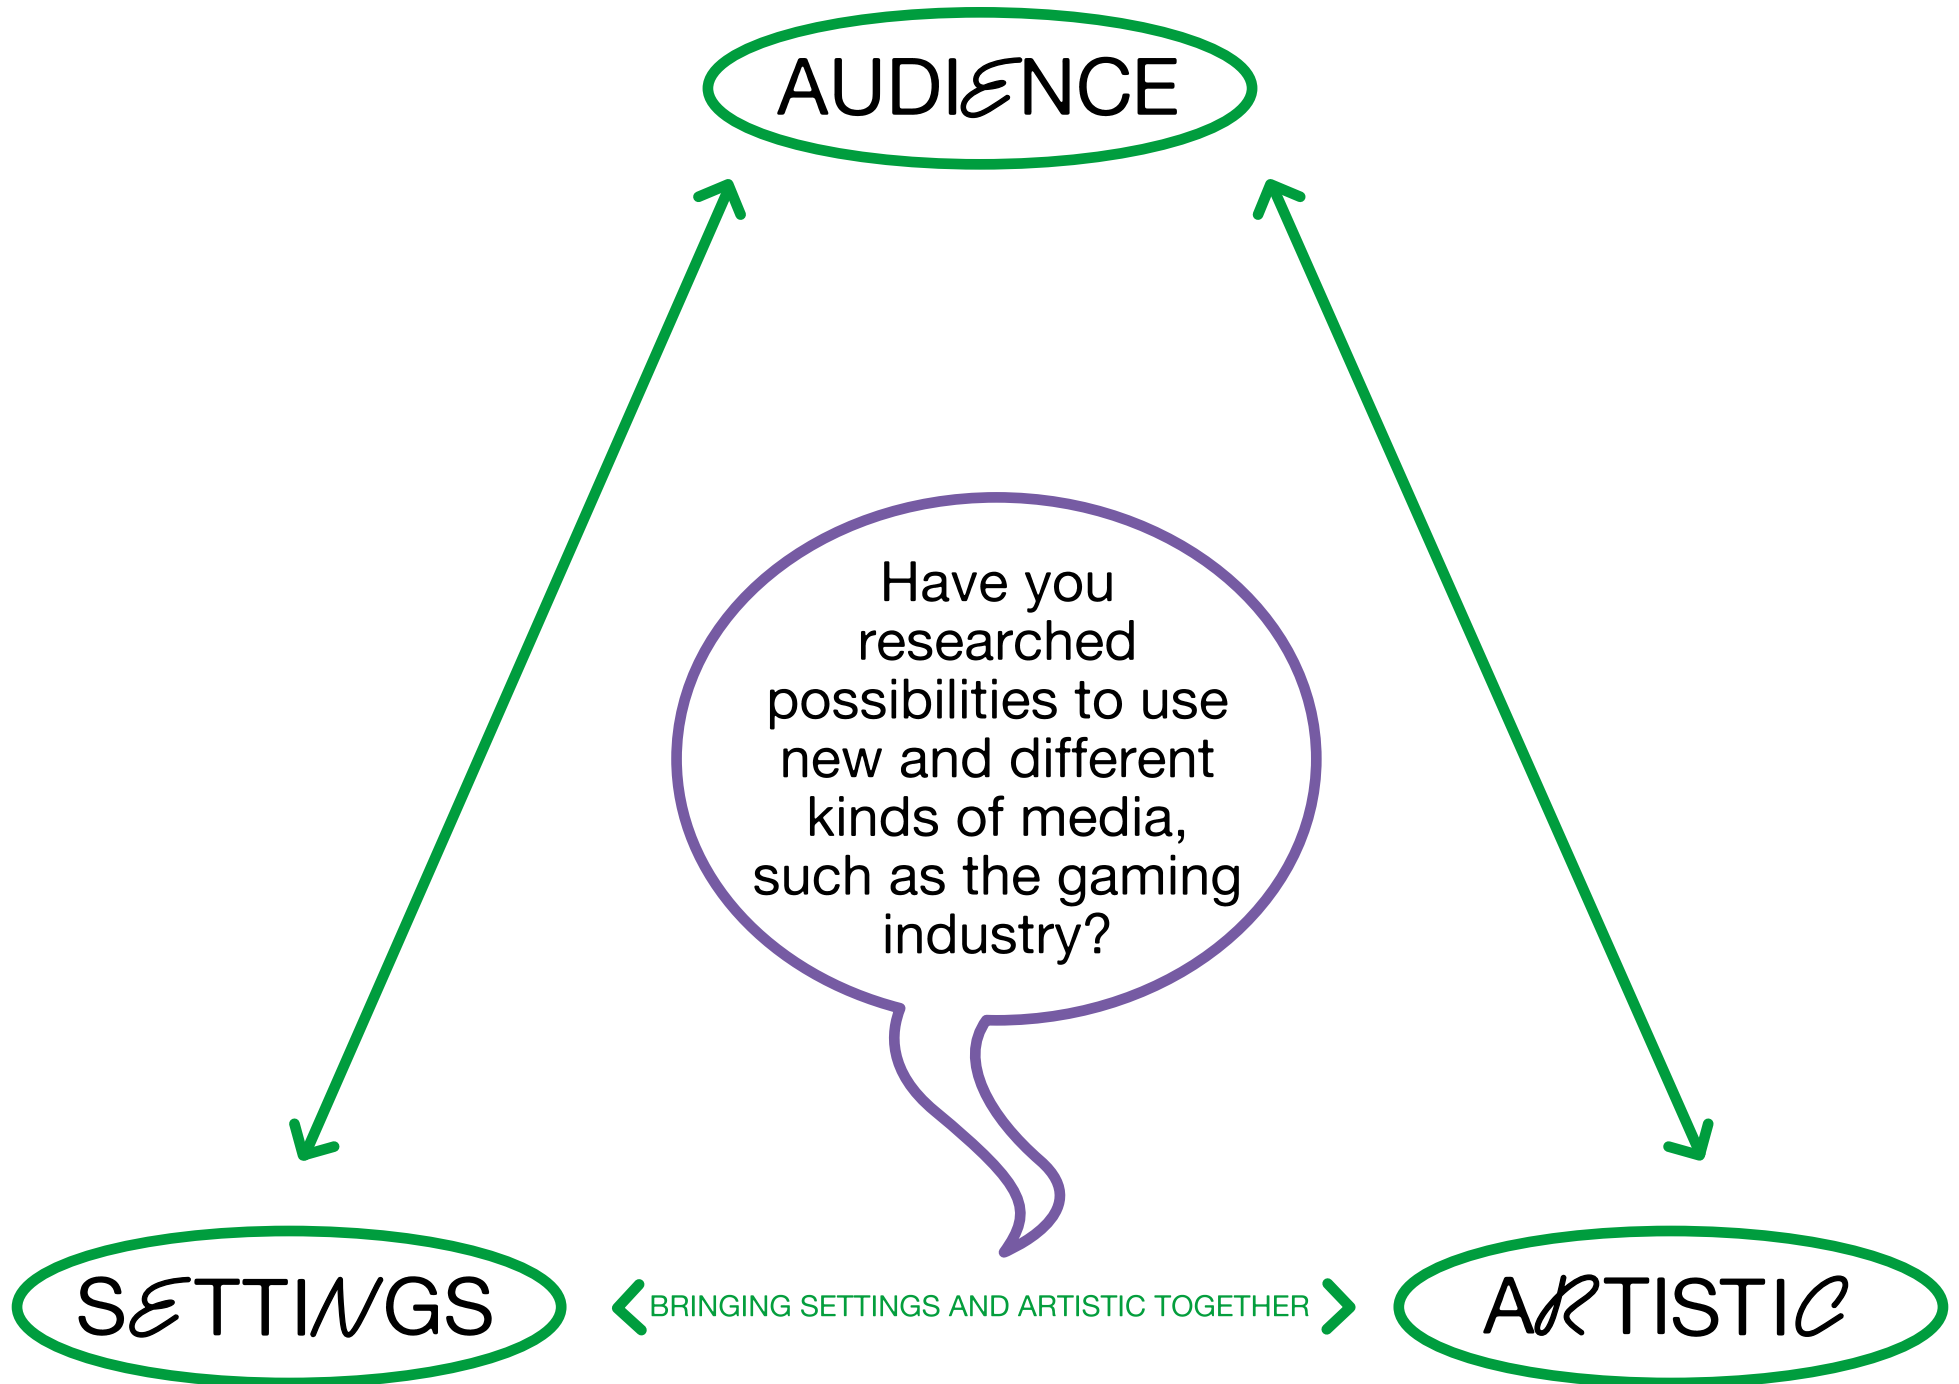 AUDIENCE
Have you
researched
possibilities to use
new and different
kinds of media,
such as the gaming
industry?
SETTINGS
BRINGING SETTINGS AND ARTISTIC TOGETHER
ARTISTIC